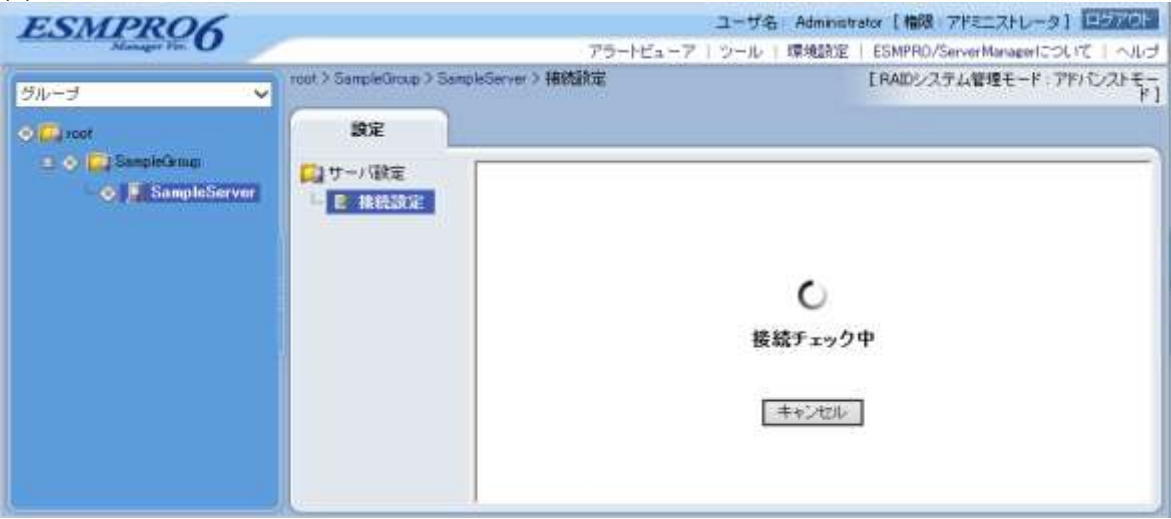 ESMPRO6
Manager Ver.
ユーザ名: Administrator [ 権限: アドミニストレータ ] ログアウト
アラートビューア | ツール | 環境設定 | ESMPRO/ServerManagerについて | ヘルプ
グループ
root > SampleGroup > SampleServer > 接続設定
[ RAIDシステム管理モード: アドバンストモー
ド ]
root
SampleGroup
SampleServer
設定
サーバ設定
接続設定
接続チェック中
キャンセル